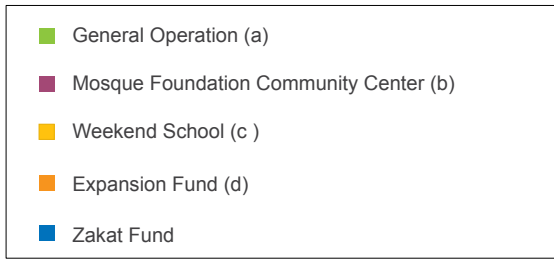 General Operation (a)
Mosque Foundation Community Center (b)
Weekend School (c )
Expansion Fund (d)
Zakat Fund